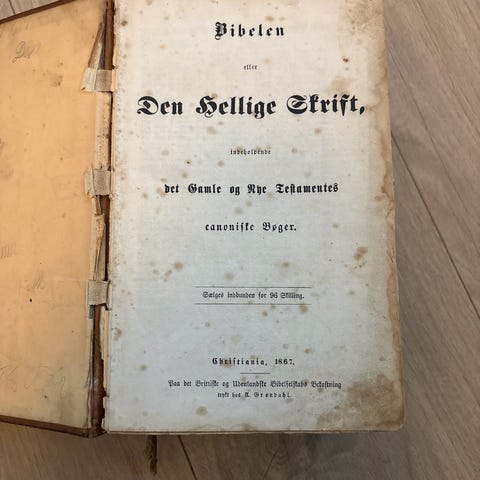 Bibelen
eller
Den Hellige Skrift,
indeholdende
det Gamle og Nye Testamentes
canoniske Bøger.
Sælges indbunden for 96 Skilling.
Christiania, 1867.
Paa det Brittiske og Udenlandske Bibelselskabs Bekostning
trykt hos A. Grøndahl.